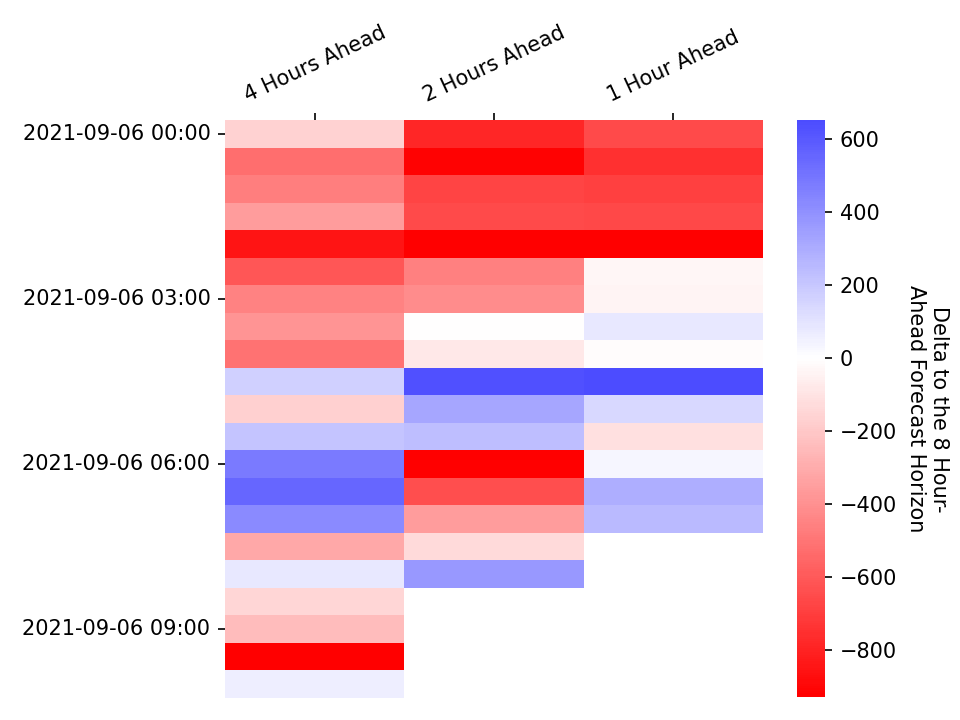 4 Hours Ahead
2 Hours Ahead
1 Hour Ahead
2021-09-06 00:00
2021-09-06 03:00
2021-09-06 06:00
2021-09-06 09:00
600
400
200
0
−200
−400
−600
−800
Delta to the 8 Hour-
Ahead Forecast Horizon